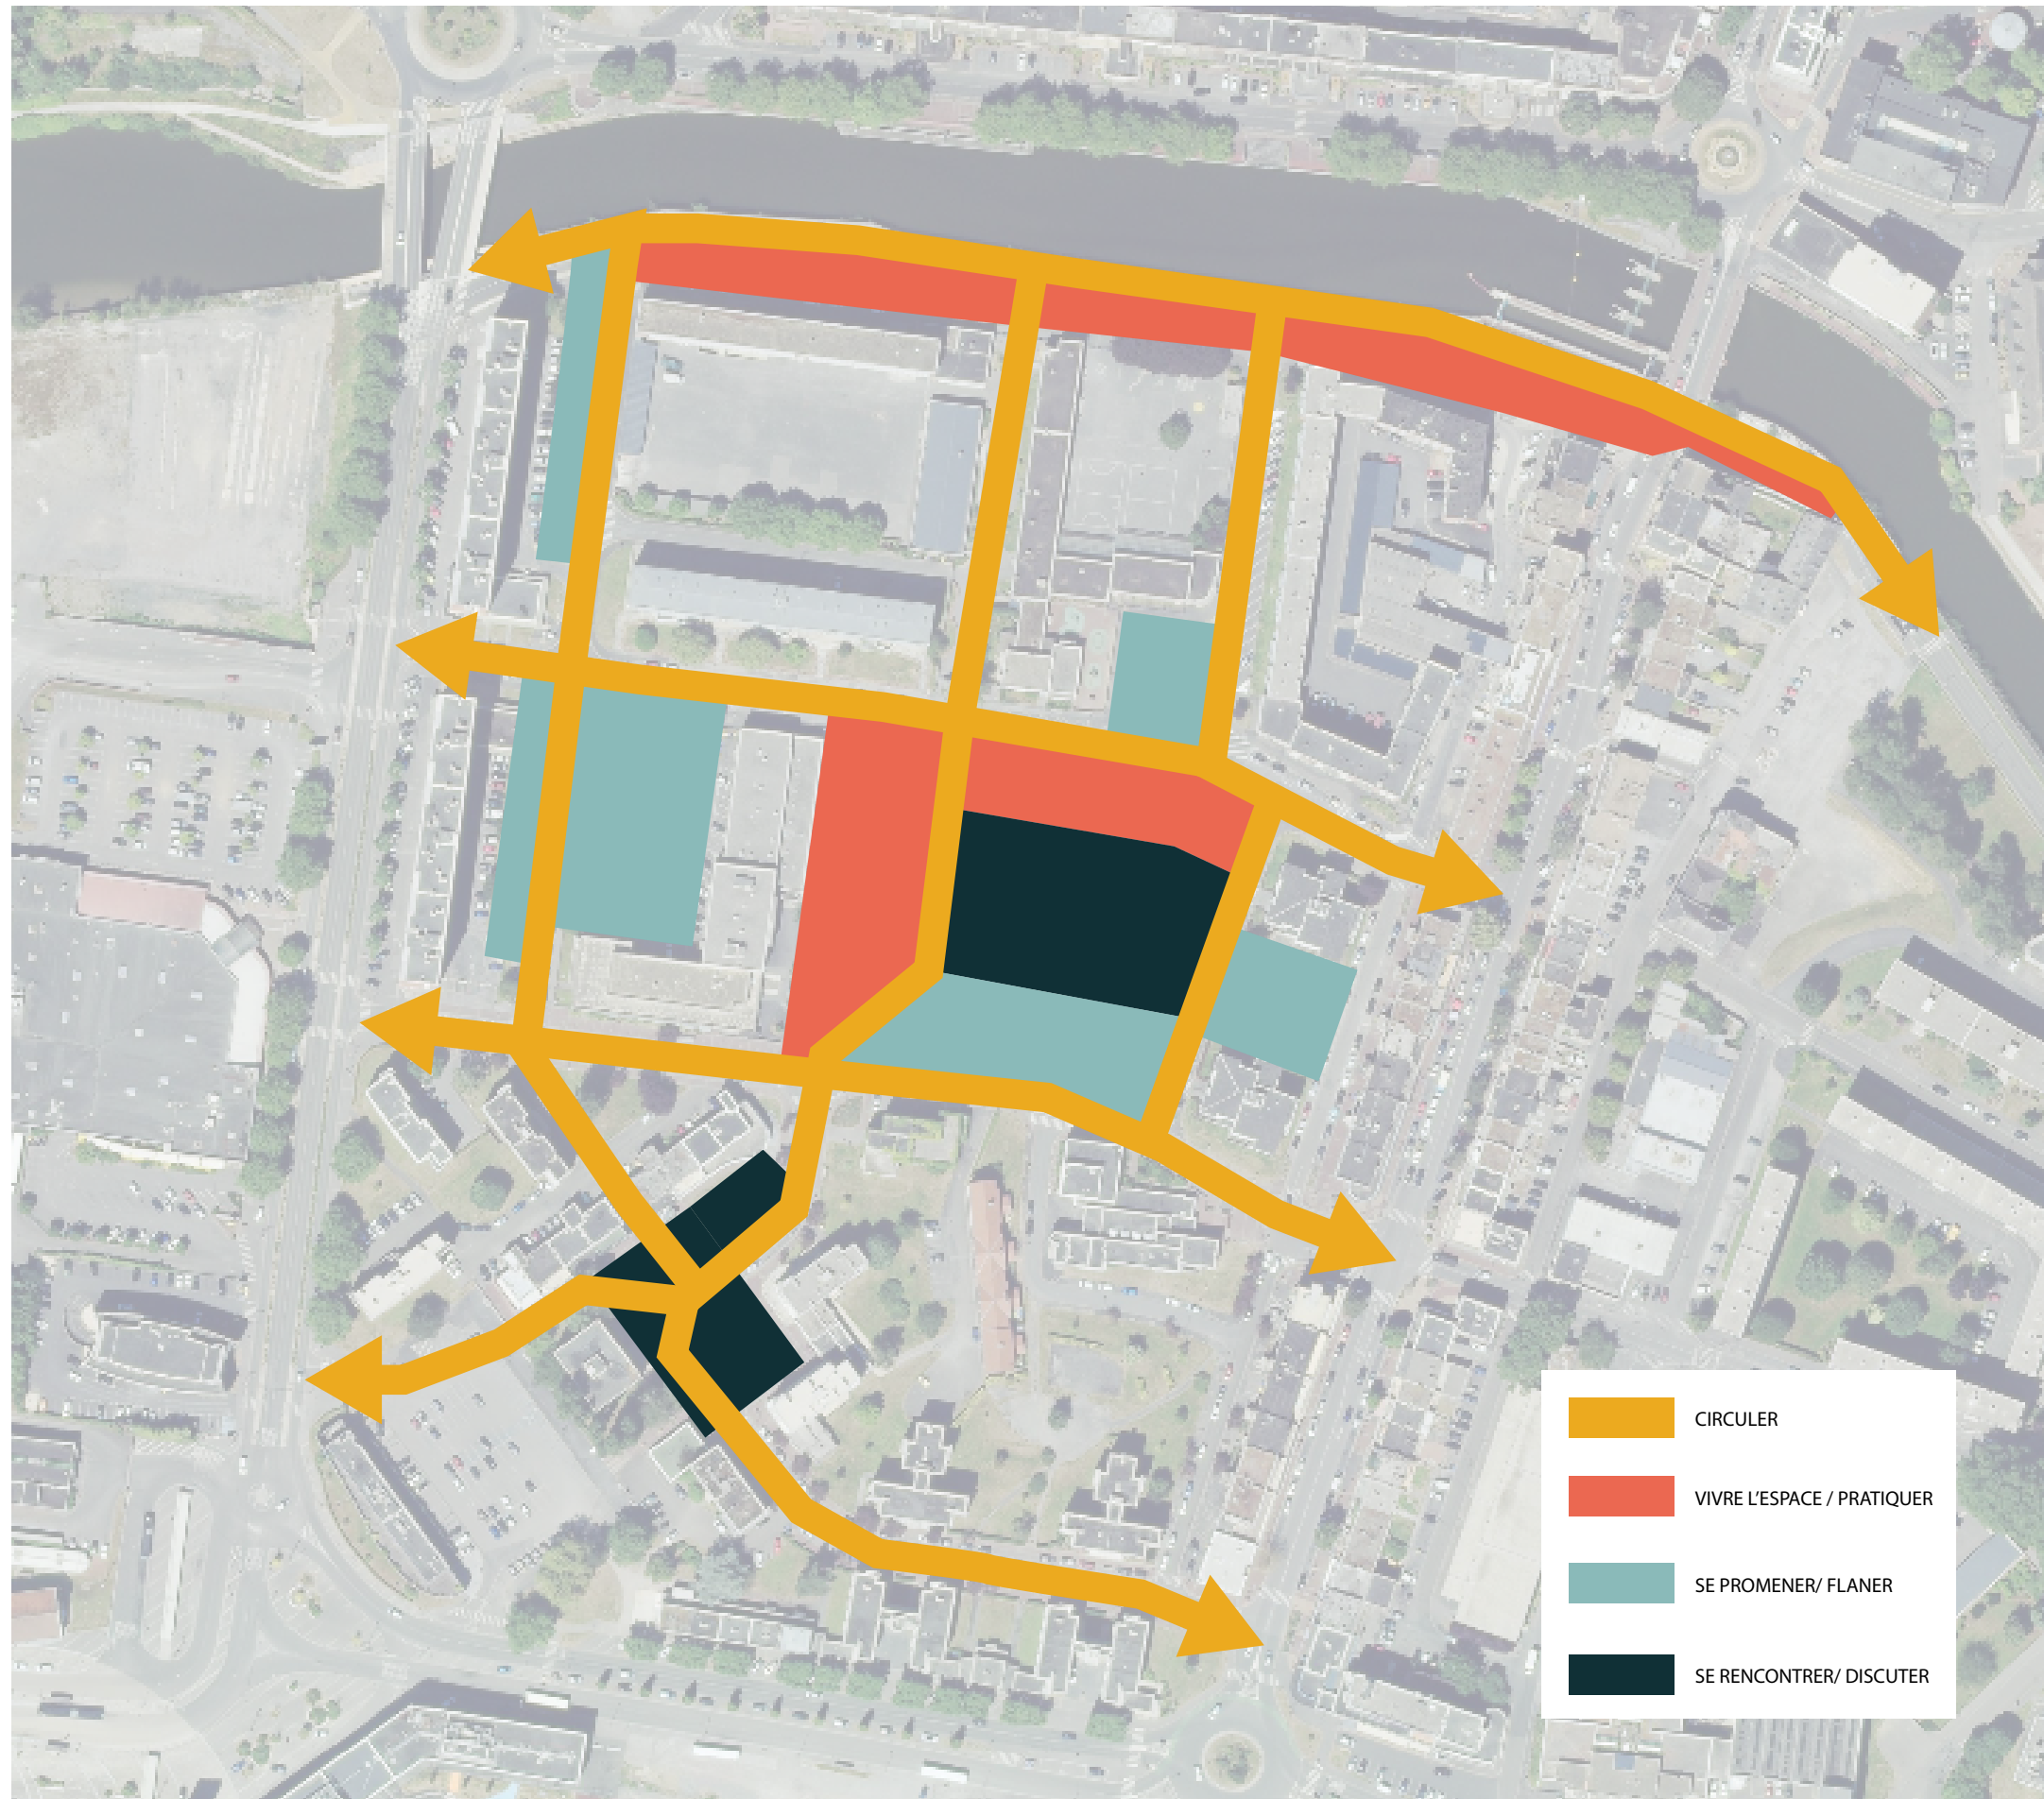 CIRCULER
VIVRE L'ESPACE / PRATIQUER
SE PROMENER/ FLANER
SE RENCONTRER/ DISCUTER